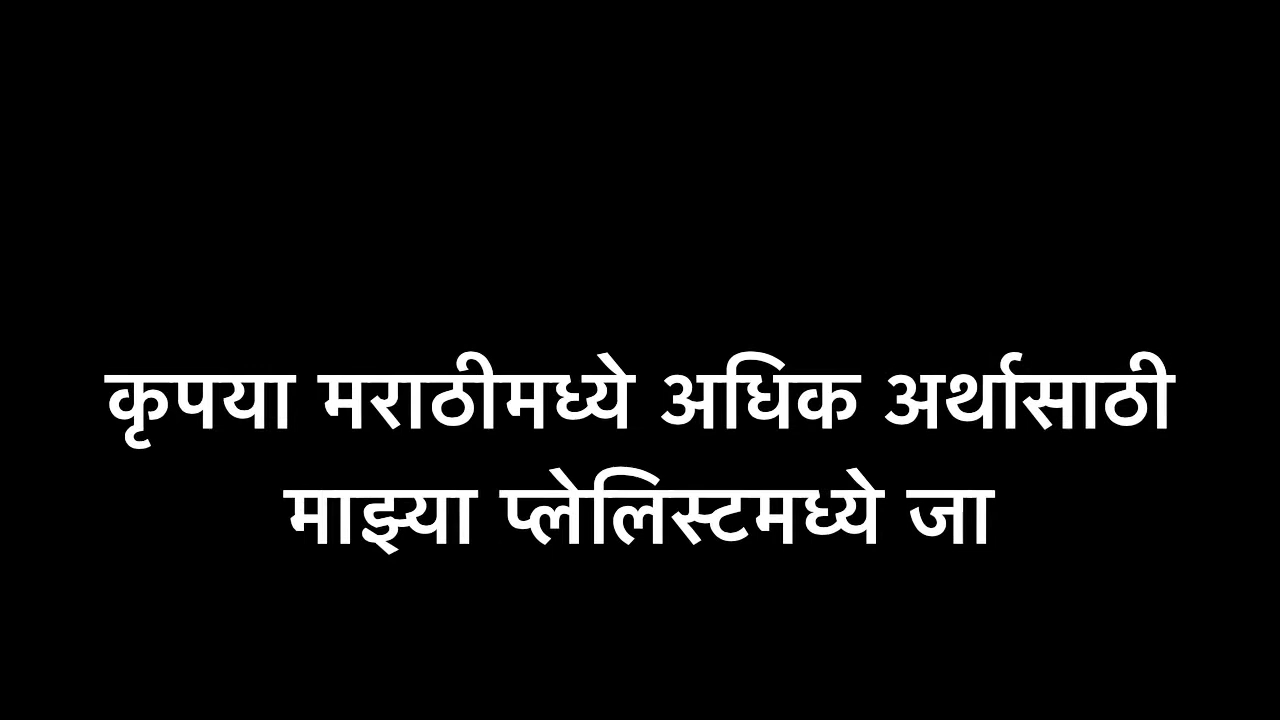 कृपया मराठीमध्ये अधिक अर्थासाठी
माझ्या प्लेलिस्टमध्ये जा